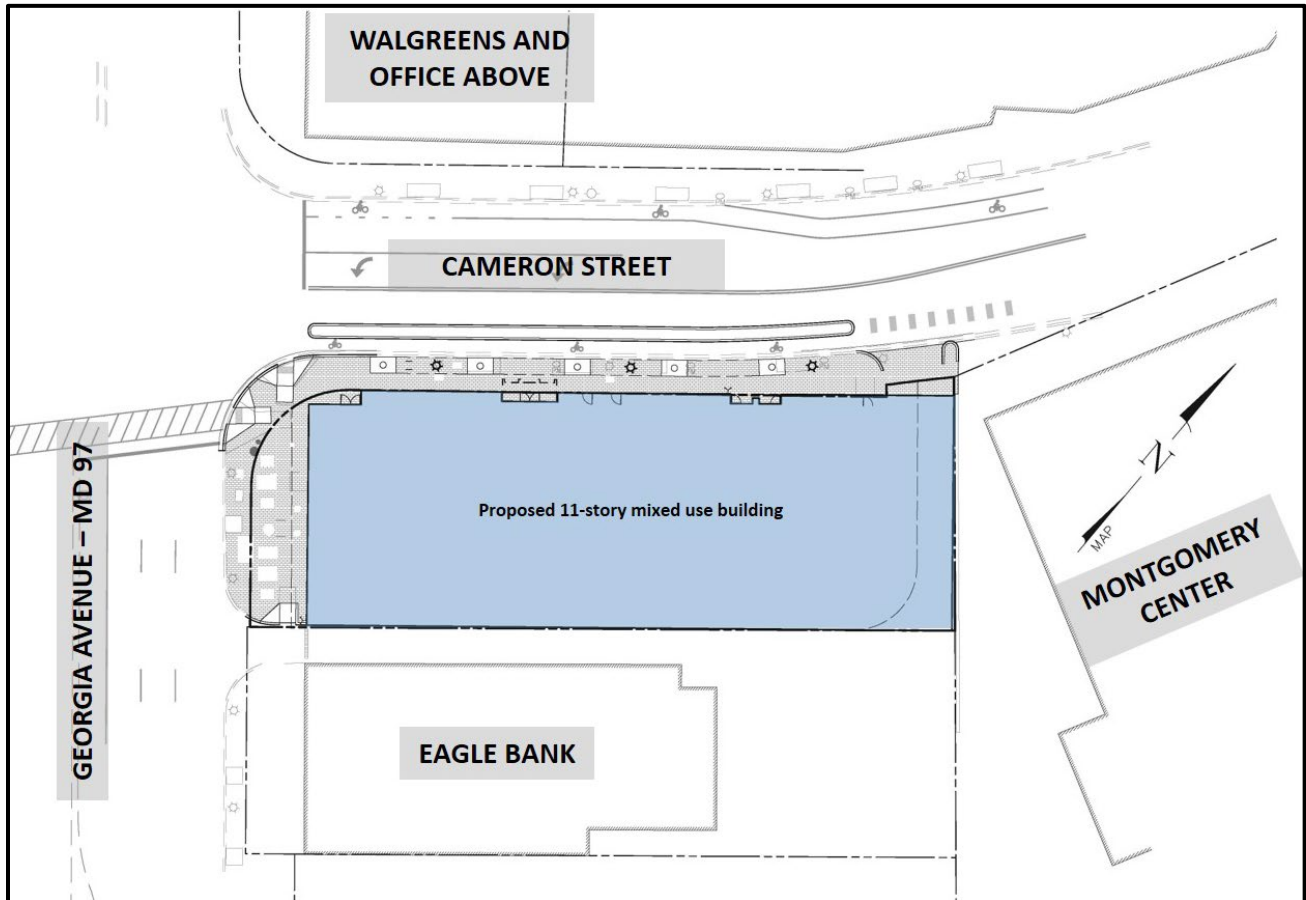 WALGREENS AND
OFFICE ABOVE
CAMERON STREET
GEORGIA AVENUE – MD 97
Proposed 11-story mixed use building
N
MAP
MONTGOMERY
CENTER
EAGLE BANK